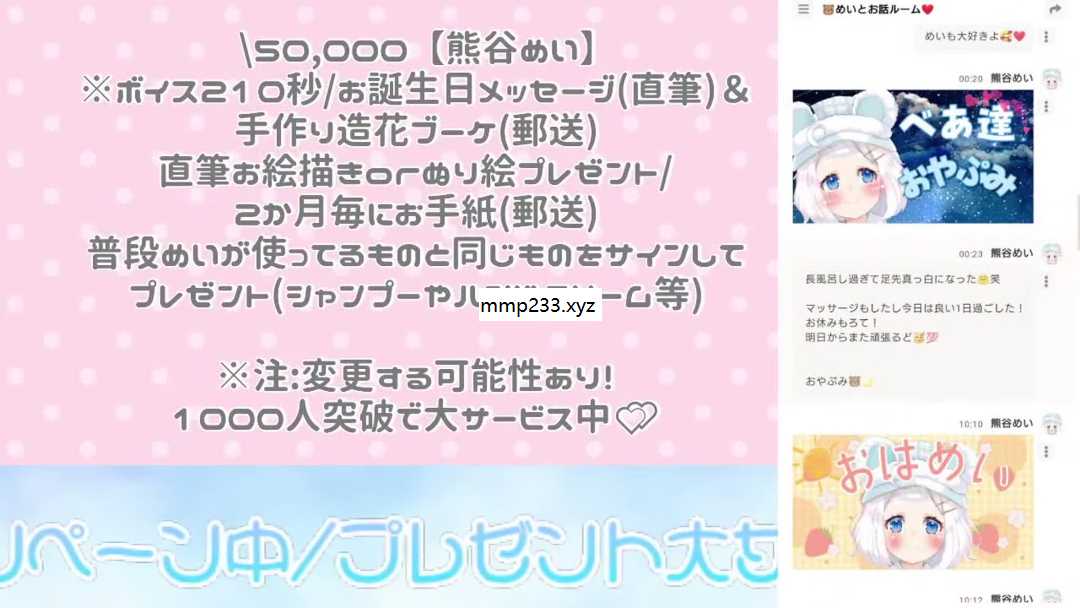 \50,000【熊谷めい】
※ボイス210秒/お誕生日メッセージ(直筆)&
手作り造花ブーケ(郵送)
直筆お絵描きorぬり絵プレゼント/
2か月毎にお手紙(郵送)
普段めいが使ってるものと同じものをサインして
プレゼント(シャンプーやハ
ーム等)
mmp233.xyz
※注:変更する可能性あり!
1000人突破で大サービス中
ンペーン中/プレゼント大サ
🐻めいとお話ルーム❤️
めいも大好きよ🥰❤️
00:20 熊谷めい
べあ達
おやぷみ
00:23 熊谷めい
長風呂し過ぎて足先真っ白になった🤗笑
マッサージもしたし今日は良い1日過ごした!
お休みもろて!
明日からまた頑張るど🥳💯
おやぷみ🐻🌙
10:10 熊谷めい
おはめい
10:12 熊谷めい